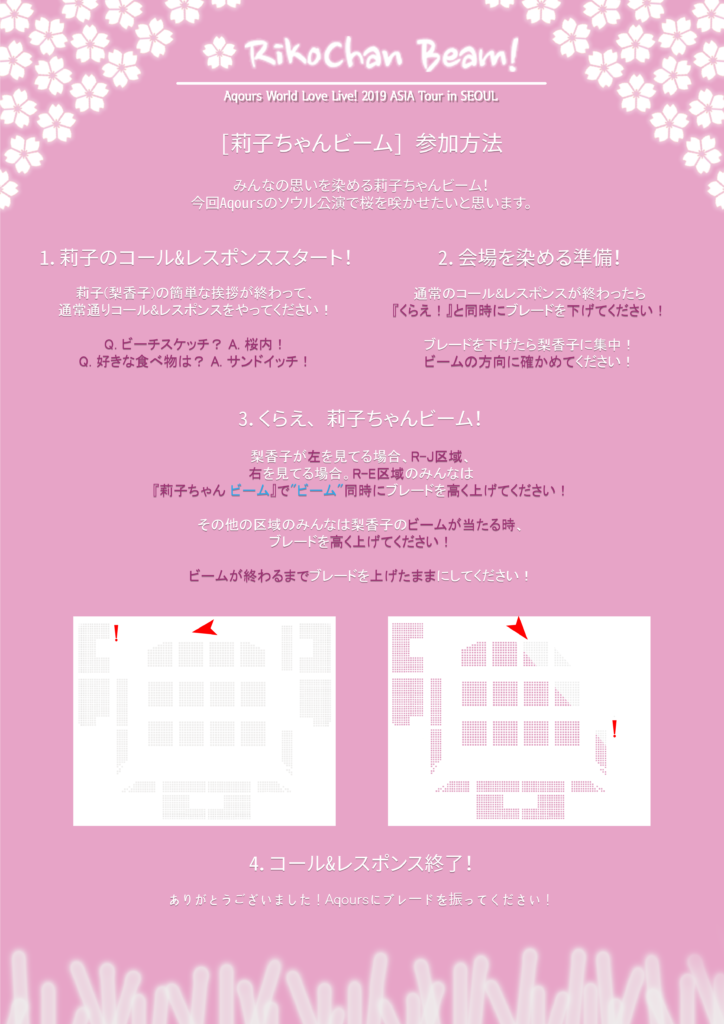 RikoChan Beam!
Aqours World Love Live! 2019 ASIA Tour in SEOUL
[莉子ちゃんビーム] 参加方法
みんなの思いを染める莉子ちゃんビーム!
今回Aqoursのソウル公演で桜を咲かせたいと思います。
1. 莉子のコール&レスポンススタート!
莉子(梨香子)の簡単な挨拶が終わって、
通常通りコール&レスポンスをやってください！
Q. ビーチスケッチ？ A. 桜内！
Q. 好きな食べ物は？ A. サンドイッチ！
2. 会場を染める準備!
通常のコール&レスポンスが終わったら
『くらえ！』と同時にブレードを下げてください！
ブレードを下げたら梨香子に集中！
ビームの方向に確かめてください！
3. くらえ、莉子ちゃんビーム!
梨香子が左を見てる場合、R-J区域、
右を見てる場合。R-E区域のみんなは
『莉子ちゃん ビーム』で"ビーム"同時にブレードを高く上げてください！
その他の区域のみんなは梨香子のビームが当たる時、
ブレードを高く上げてください！
ビームが終わるまでブレードを上げたままにしてください！
!
!
4. コール&レスポンス終了!
ありがとうございました！Aqoursにブレードを振ってください！